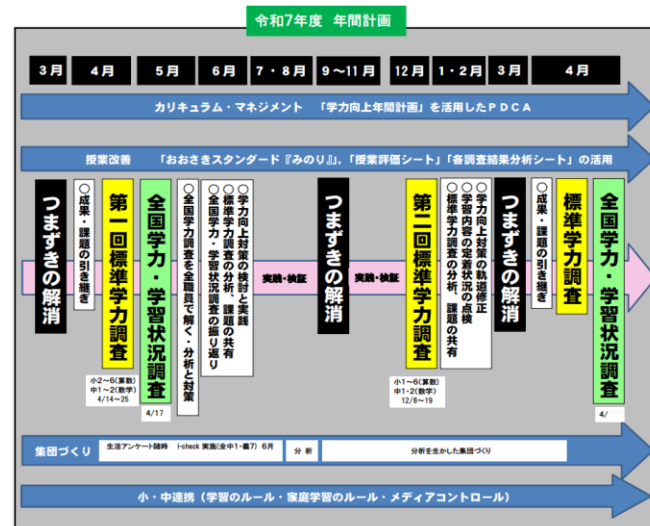 令和7年度 年間計画
3月 4月 5月 6月 7・8月 9～11月 12月 1・2月 3月 4月
カリキュラム・マネジメント 「学力向上年間計画」を活用したＰＤＣＡ
授業改善 「おおさきスタンダード『みのり』」、「授業評価シート」「各調査結果分析シート」の活用
つまずきの解消
○成果・課題の引き継ぎ
第一回標準学力調査
小2～6(算数)
中1～2(数学)
4/14～25
全国学力・学習状況調査
4/17
○全国学力調査を全職員で解く・分析と対策
○学力向上対策の検討と実践
○標準学力調査の分析、課題の共有
○全国学力・学習状況調査の振り返り
実践・検証
つまずきの解消
実践・検証
第二回標準学力調査
小1～6(算数)
中1・2(数学)
12/8～19
○学力向上対策の軌道修正
○学習内容の定着状況の点検
○標準学力調査の分析、課題の共有
つまずきの解消
○成果・課題の引き継ぎ
標準学力調査
全国学力・学習状況調査
4/
集団づくり
生活アンケート随時 i-check 実施(全中1・義7) 6月
分 析
分析を生かした集団づくり
小・中連携（学習のルール・家庭学習のルール・メディアコントロール）